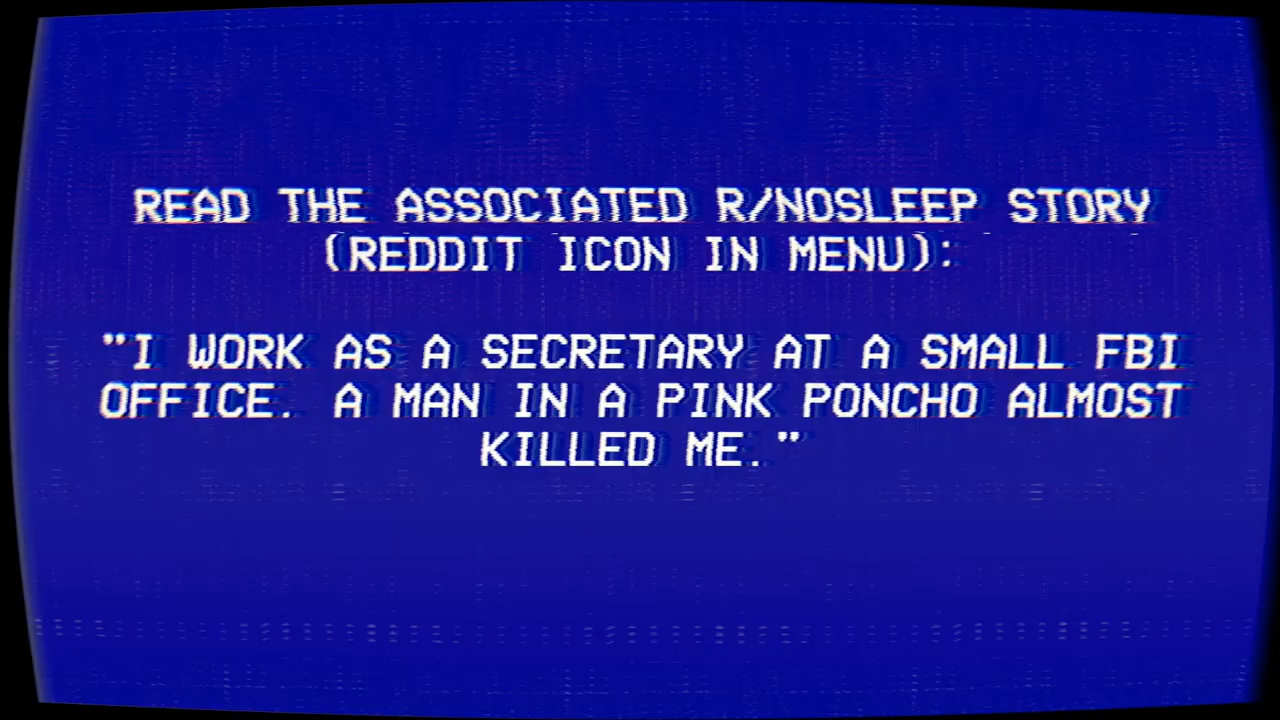 READ THE ASSOCIATED R/NOSLEEP STORY
(REDDIT ICON IN MENU):
"I WORK AS A SECRETARY AT A SMALL FBI
OFFICE. A MAN IN A PINK PONCHO ALMOST
KILLED ME."